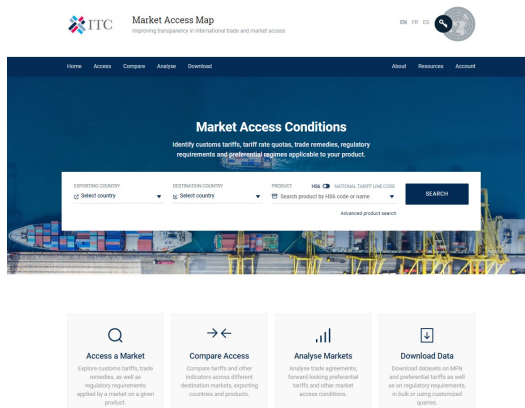 ITC
Market Access Map
Improving transparency in international trade and market access
EN FR ES
Home Access Compare Analyse Download
About Resources Account
Market Access Conditions
Identify customs tariffs, tariff rate quotas, trade remedies, regulatory
requirements and preferential regimes applicable to your product.
EXPORTING COUNTRY
Select country
DESTINATION COUNTRY
Select country
PRODUCT HS6 NATIONAL TARIFF LINE CODE
Search product by HS6 code or name
SEARCH
Advanced product search
Access a Market
Explore customs tariffs, trade
remedies, as well as
regulatory requirements
applied by a market on a given
product.
Compare Access
Compare tariffs and other
indicators across different
destination markets, exporting
countries and products.
Analyse Markets
Analyse trade agreements,
forward-looking preferential
tariffs and other market
access conditions.
Download Data
Download datasets on MFN
and preferential tariffs as well
as on regulatory requirements,
in bulk or using customized
queries.